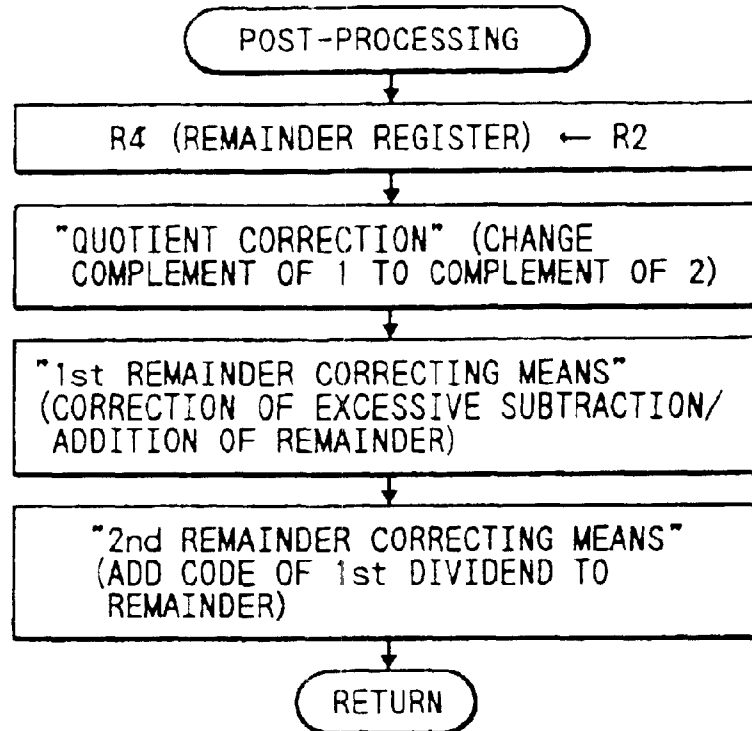 POST-PROCESSING
R4 (REMAINDER REGISTER) ← R2
"QUOTIENT CORRECTION" (CHANGE
COMPLEMENT OF 1 TO COMPLEMENT OF 2)
"1st REMAINDER CORRECTING MEANS"
(CORRECTION OF EXCESSIVE SUBTRACTION/
ADDITION OF REMAINDER)
"2nd REMAINDER CORRECTING MEANS"
(ADD CODE OF 1st DIVIDEND TO
REMAINDER)
RETURN